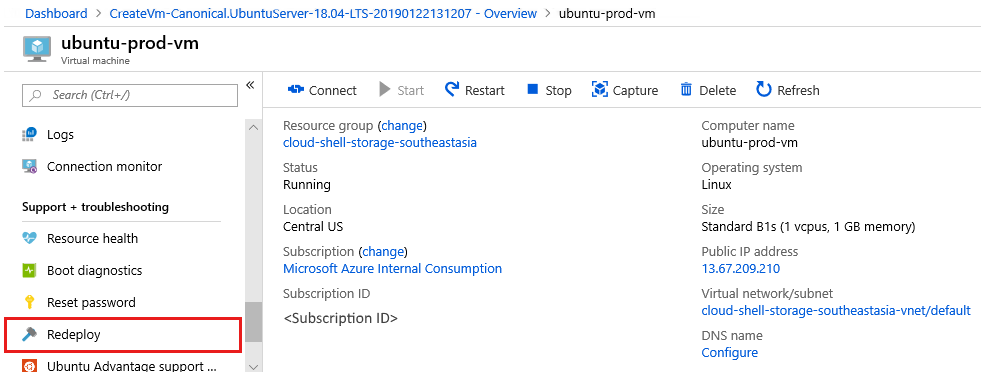 Dashboard > CreateVm-Canonical.UbuntuServer-18.04-LTS-20190122131207 - Overview > ubuntu-prod-vm
ubuntu-prod-vm
Virtual machine
Search (Ctrl+/)
«
Logs
Connection monitor
Support + troubleshooting
Resource health
Boot diagnostics
Reset password
Redeploy
Ubuntu Advantage support ...
Connect Start Restart Stop Capture Delete Refresh
Resource group (change)
cloud-shell-storage-southeastasia
Status
Running
Location
Central US
Subscription (change)
Microsoft Azure Internal Consumption
Subscription ID
<Subscription ID>
Computer name
ubuntu-prod-vm
Operating system
Linux
Size
Standard B1s (1 vcpus, 1 GB memory)
Public IP address
13.67.209.210
Virtual network/subnet
cloud-shell-storage-southeastasia-vnet/default
DNS name
Configure